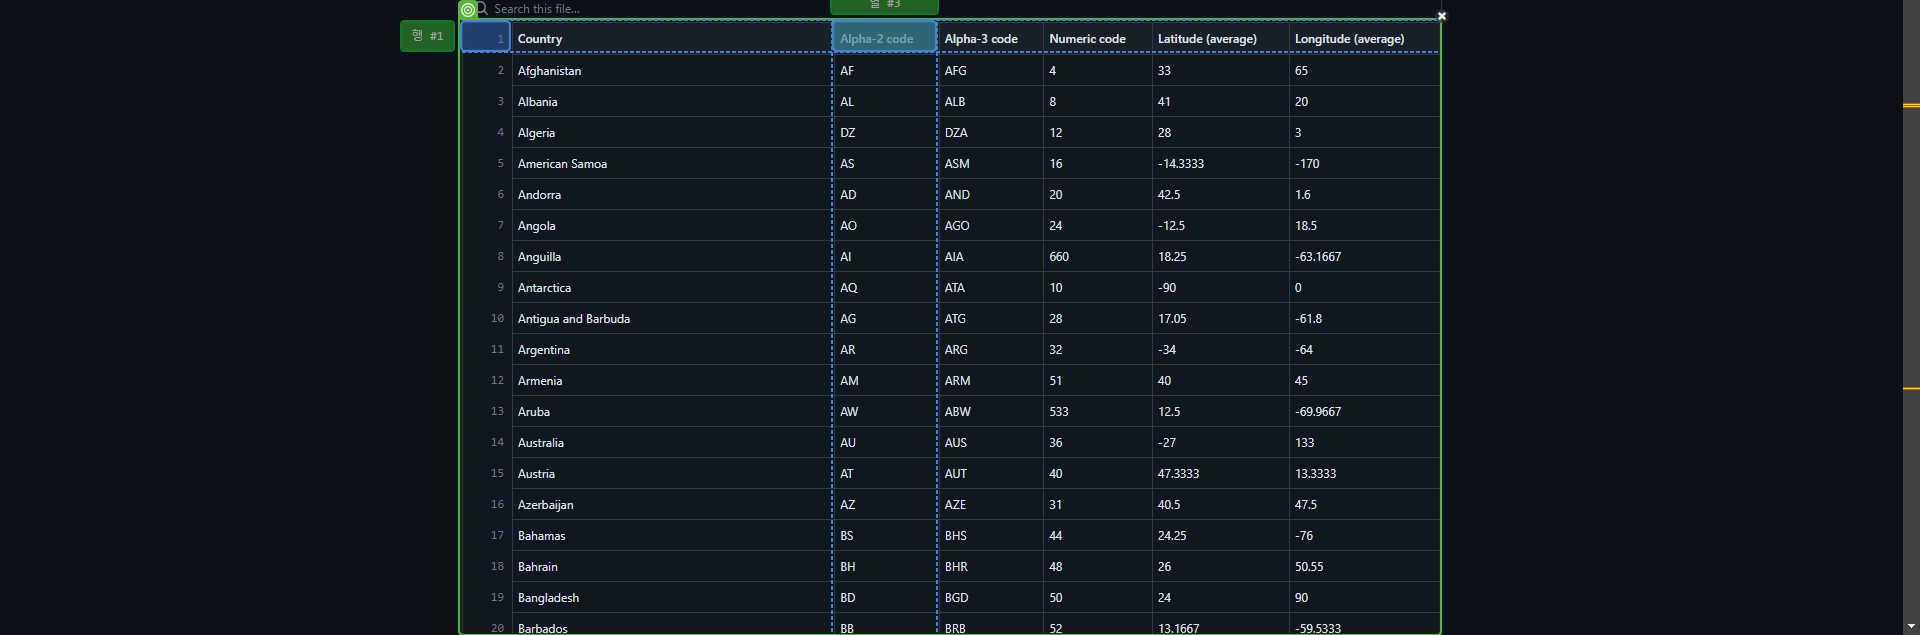 Search this file...
열 #3
행 #1
1 Country Alpha-2 code Alpha-3 code Numeric code Latitude (average) Longitude (average)
2 Afghanistan AF AFG 4 33 65
3 Albania AL ALB 8 41 20
4 Algeria DZ DZA 12 28 3
5 American Samoa AS ASM 16 -14.3333 -170
6 Andorra AD AND 20 42.5 1.6
7 Angola AO AGO 24 -12.5 18.5
8 Anguilla AI AIA 660 18.25 -63.1667
9 Antarctica AQ ATA 10 -90 0
10 Antigua and Barbuda AG ATG 28 17.05 -61.8
11 Argentina AR ARG 32 -34 -64
12 Armenia AM ARM 51 40 45
13 Aruba AW ABW 533 12.5 -69.9667
14 Australia AU AUS 36 -27 133
15 Austria AT AUT 40 47.3333 13.3333
16 Azerbaijan AZ AZE 31 40.5 47.5
17 Bahamas BS BHS 44 24.25 -76
18 Bahrain BH BHR 48 26 50.55
19 Bangladesh BD BGD 50 24 90
20 Barbados BB BRB 52 13.1667 -59.5333